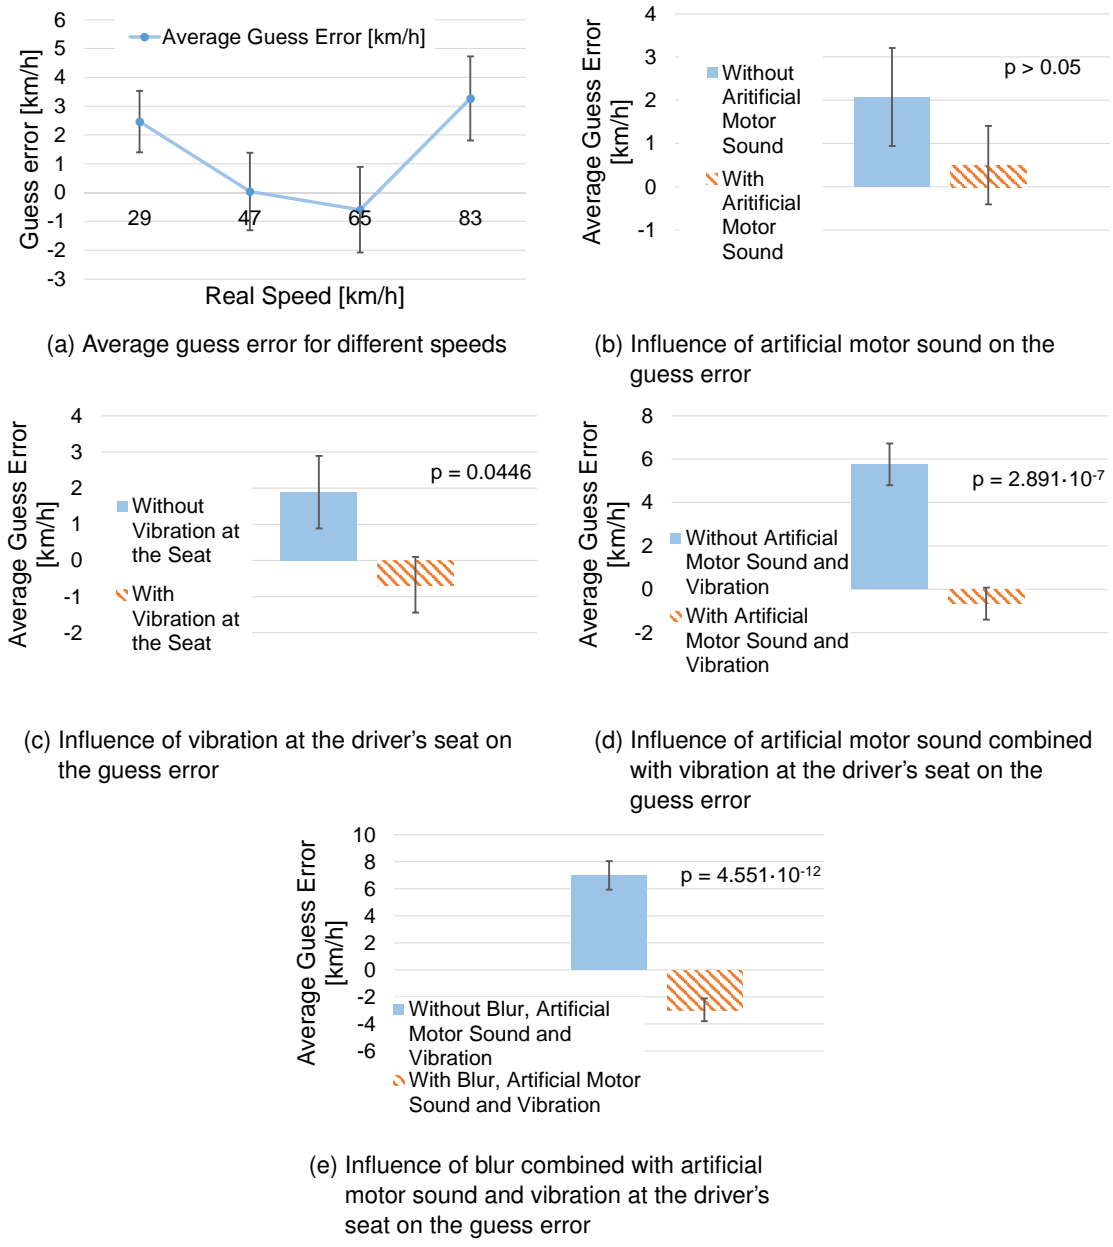 6
5
4
3
2
1
0
-1
-2
-3
Guess error [km/h]
Average Guess Error [km/h]
29
47
65
83
Real Speed [km/h]
(a) Average guess error for different speeds
4
3
2
1
0
-1
Average Guess Error
[km/h]
Without
Aritificial
Motor
Sound
With
Aritificial
Motor
Sound
p > 0.05
(b) Influence of artificial motor sound on the
guess error
4
3
2
1
0
-1
-2
Average Guess Error
[km/h]
Without
Vibration at
the Seat
With
Vibration at
the Seat
p = 0.0446
(c) Influence of vibration at the driver's seat on
the guess error
8
6
4
2
0
-2
Average Guess Error
[km/h]
Without Artificial
Motor Sound and
Vibration
With Artificial
Motor Sound and
Vibration
p = 2.891·10-7
(d) Influence of artificial motor sound combined
with vibration at the driver's seat on the
guess error
10
8
6
4
2
0
-2
-4
-6
Average Guess Error
[km/h]
Without Blur, Artificial
Motor Sound and
Vibration
With Blur, Artificial Motor
Sound and Vibration
p = 4.551·10-12
(e) Influence of blur combined with artificial
motor sound and vibration at the driver's
seat on the guess error